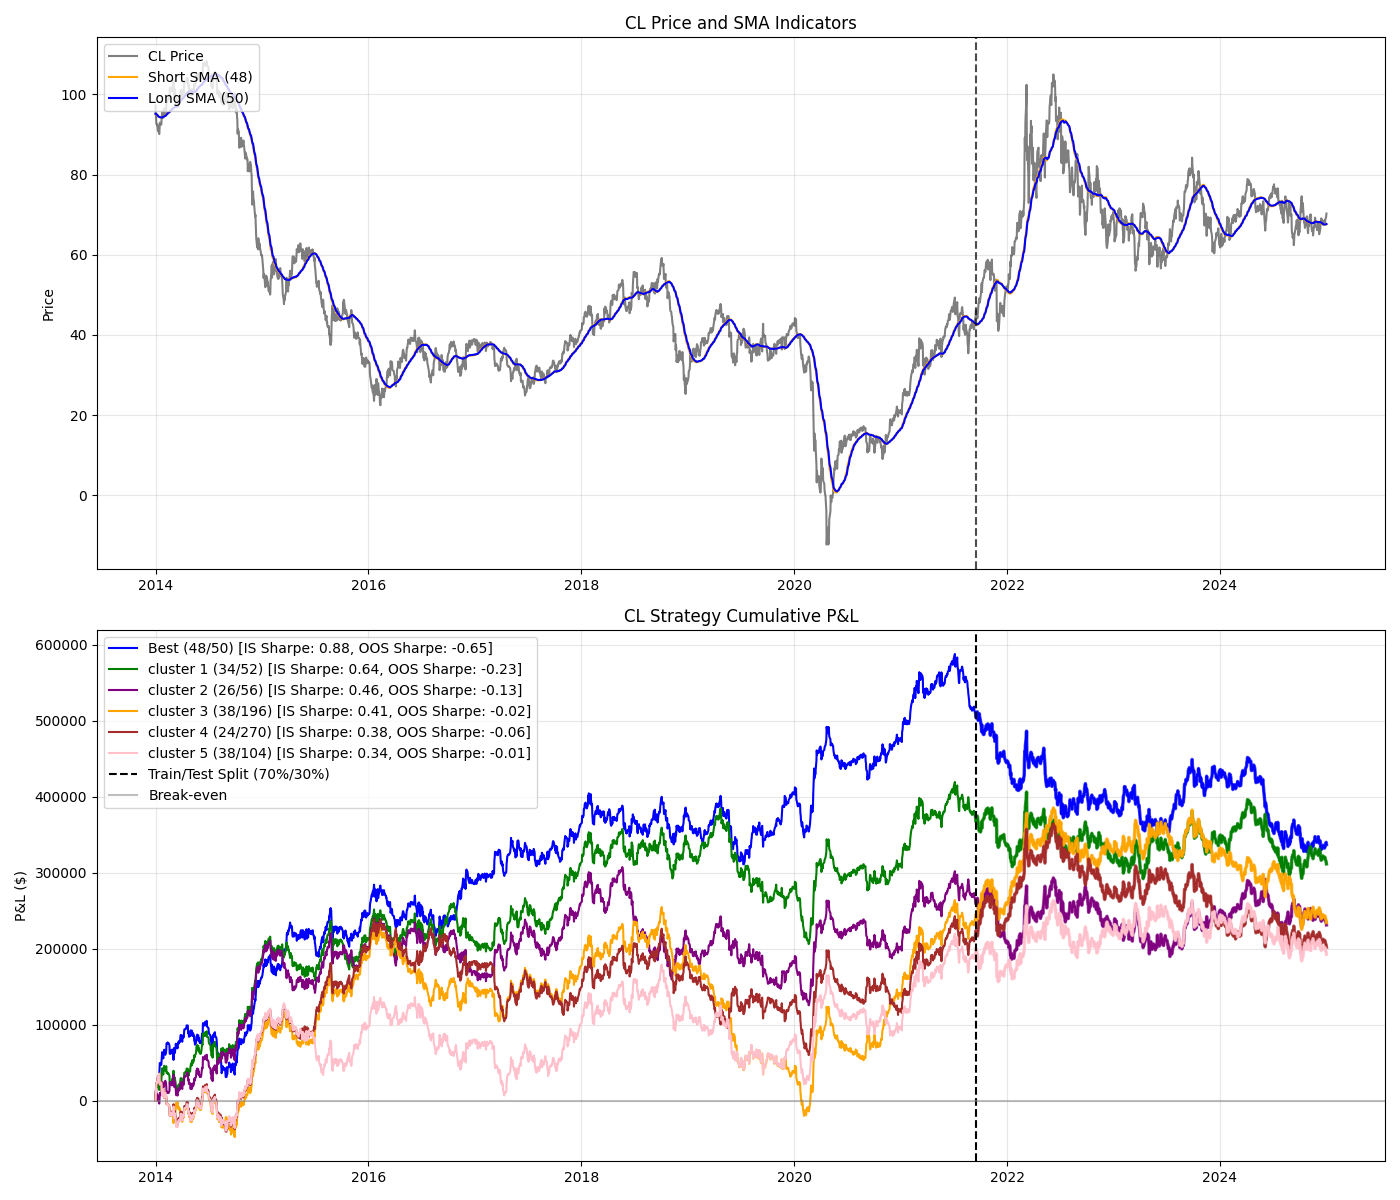 CL Price and SMA Indicators
CL Price
Short SMA (48)
Long SMA (50)
Price
100
80
60
40
20
0
2014 2016 2018 2020 2022 2024
CL Strategy Cumulative P&L
Best (48/50) [IS Sharpe: 0.88, OOS Sharpe: -0.65]
cluster 1 (34/52) [IS Sharpe: 0.64, OOS Sharpe: -0.23]
cluster 2 (26/56) [IS Sharpe: 0.46, OOS Sharpe: -0.13]
cluster 3 (38/196) [IS Sharpe: 0.41, OOS Sharpe: -0.02]
cluster 4 (24/270) [IS Sharpe: 0.38, OOS Sharpe: -0.06]
cluster 5 (38/104) [IS Sharpe: 0.34, OOS Sharpe: -0.01]
Train/Test Split (70%/30%)
Break-even
P&L ($)
600000
500000
400000
300000
200000
100000
0
2014 2016 2018 2020 2022 2024